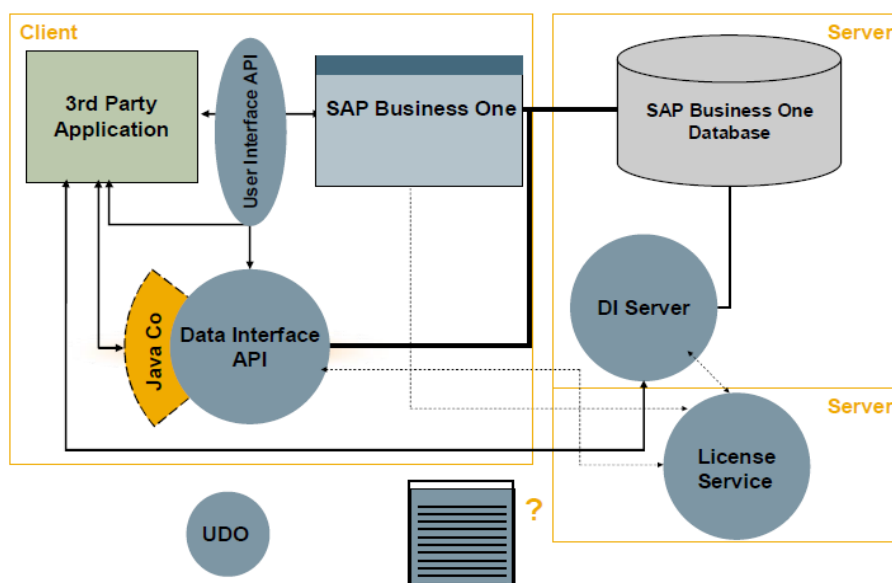 Client
Server
3rd Party
Application
User Interface API
SAP Business One
SAP Business One
Database
Java Co
Data Interface
API
DI Server
Server
License
Service
UDO
?